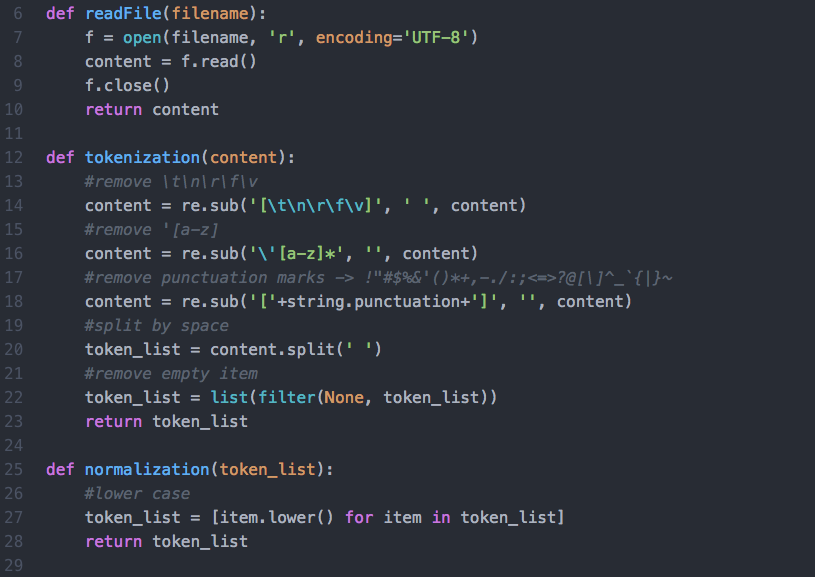 6 def readFile(filename):
7     f = open(filename, 'r', encoding='UTF-8')
8     content = f.read()
9     f.close()
10     return content
11
12 def tokenization(content):
13     #remove \t\n\r\f\v
14     content = re.sub('[\t\n\r\f\v]', ' ', content)
15     #remove '[a-z]
16     content = re.sub('\'[a-z]*', '', content)
17     #remove punctuation marks -> !"#$%&'()*+,-./:;<=>?@[\]^_`{|}~
18     content = re.sub('['+string.punctuation+']', '', content)
19     #split by space
20     token_list = content.split(' ')
21     #remove empty item
22     token_list = list(filter(None, token_list))
23     return token_list
24
25 def normalization(token_list):
26     #lower case
27     token_list = [item.lower() for item in token_list]
28     return token_list
29